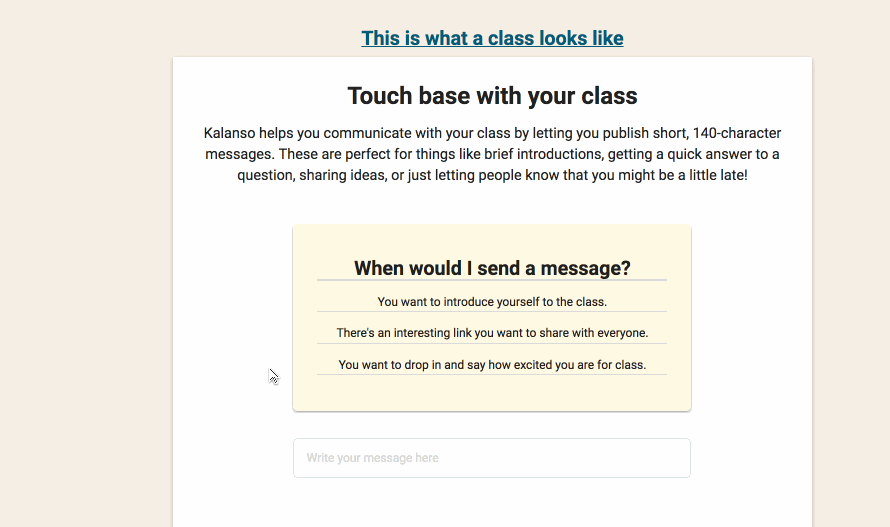 This is what a class looks like
Touch base with your class
Kalanso helps you communicate with your class by letting you publish short, 140-character
messages. These are perfect for things like brief introductions, getting a quick answer to a
question, sharing ideas, or just letting people know that you might be a little late!
When would I send a message?
You want to introduce yourself to the class.
There's an interesting link you want to share with everyone.
You want to drop in and say how excited you are for class.
Write your message here